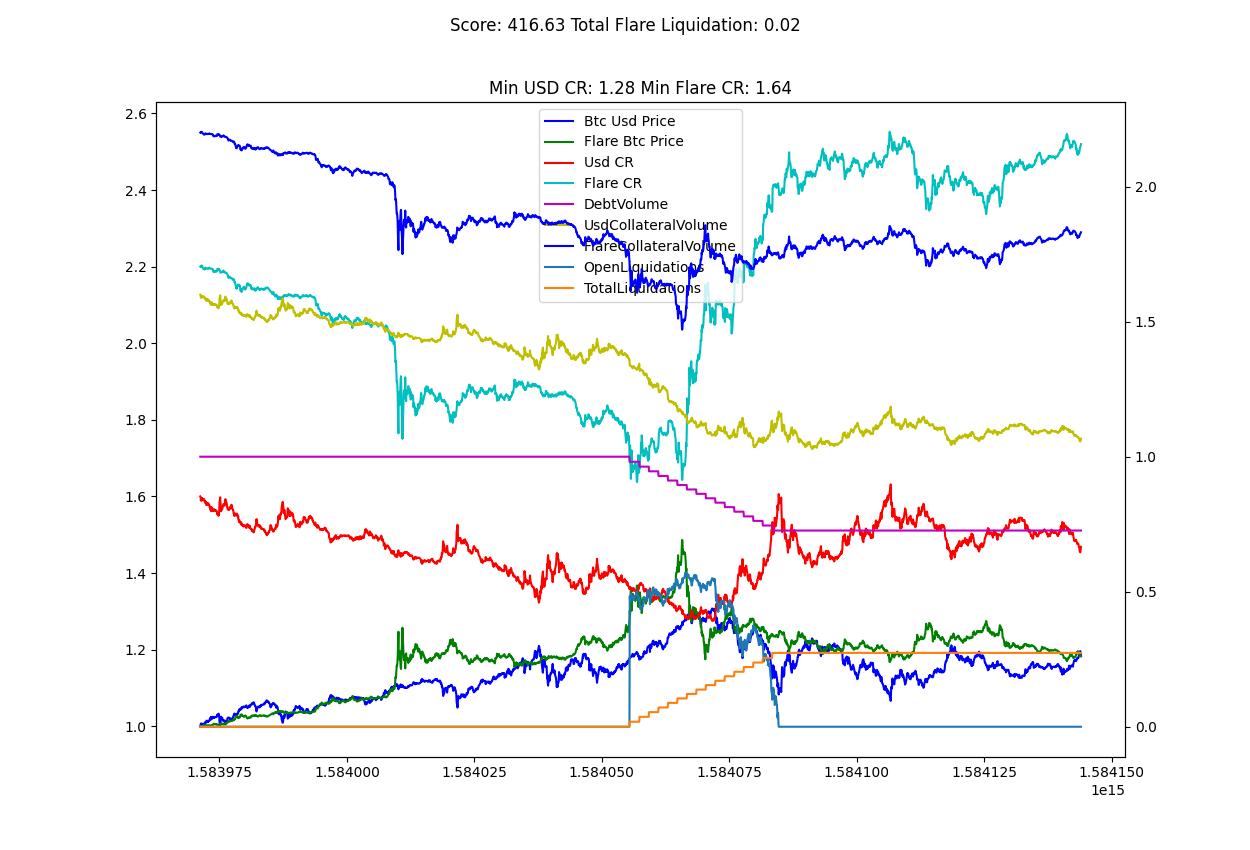 Score: 416.63 Total Flare Liquidation: 0.02
Min USD CR: 1.28 Min Flare CR: 1.64
2.6
2.4
2.2
2.0
1.8
1.6
1.4
1.2
1.0
Btc Usd Price
Flare Btc Price
Usd CR
Flare CR
DebtVolume
UsdCollateralVolume
FlareCollateralVolume
OpenLiquidations
TotalLiquidations
2.0
1.5
1.0
0.5
0.0
1.583975 1.584000 1.584025 1.584050 1.584075 1.584100 1.584125 1.584150
1e15